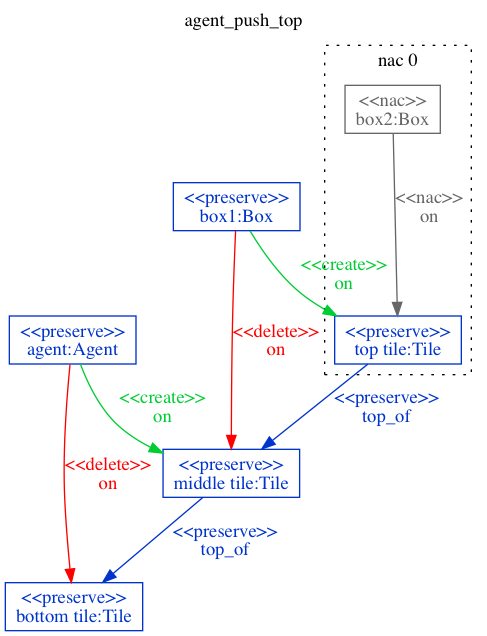 agent_push_top
nac 0
<<nac>>
box2:Box
<<preserve>>
box1:Box
<<nac>>
on
<<create>>
on
<<preserve>>
agent:Agent
<<delete>>
on
<<preserve>>
top tile:Tile
<<create>>
on
<<preserve>>
top_of
<<delete>>
on
<<preserve>>
middle tile:Tile
<<preserve>>
top_of
<<preserve>>
bottom tile:Tile